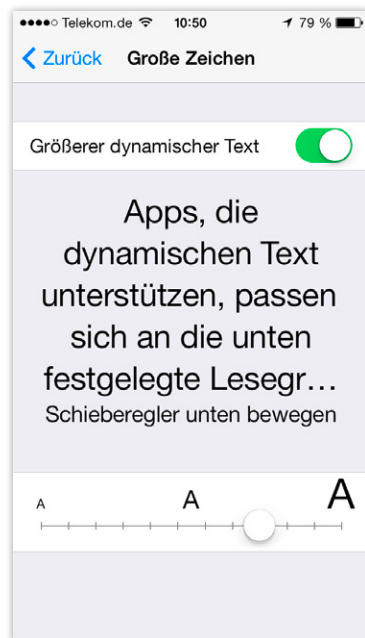 Telekom.de 10:50 79 %
Zurück Große Zeichen
Größerer dynamischer Text
Apps, die
dynamischen Text
unterstützen, passen
sich an die unten
festgelegte Lesegr…
Schieberegler unten bewegen
A A A